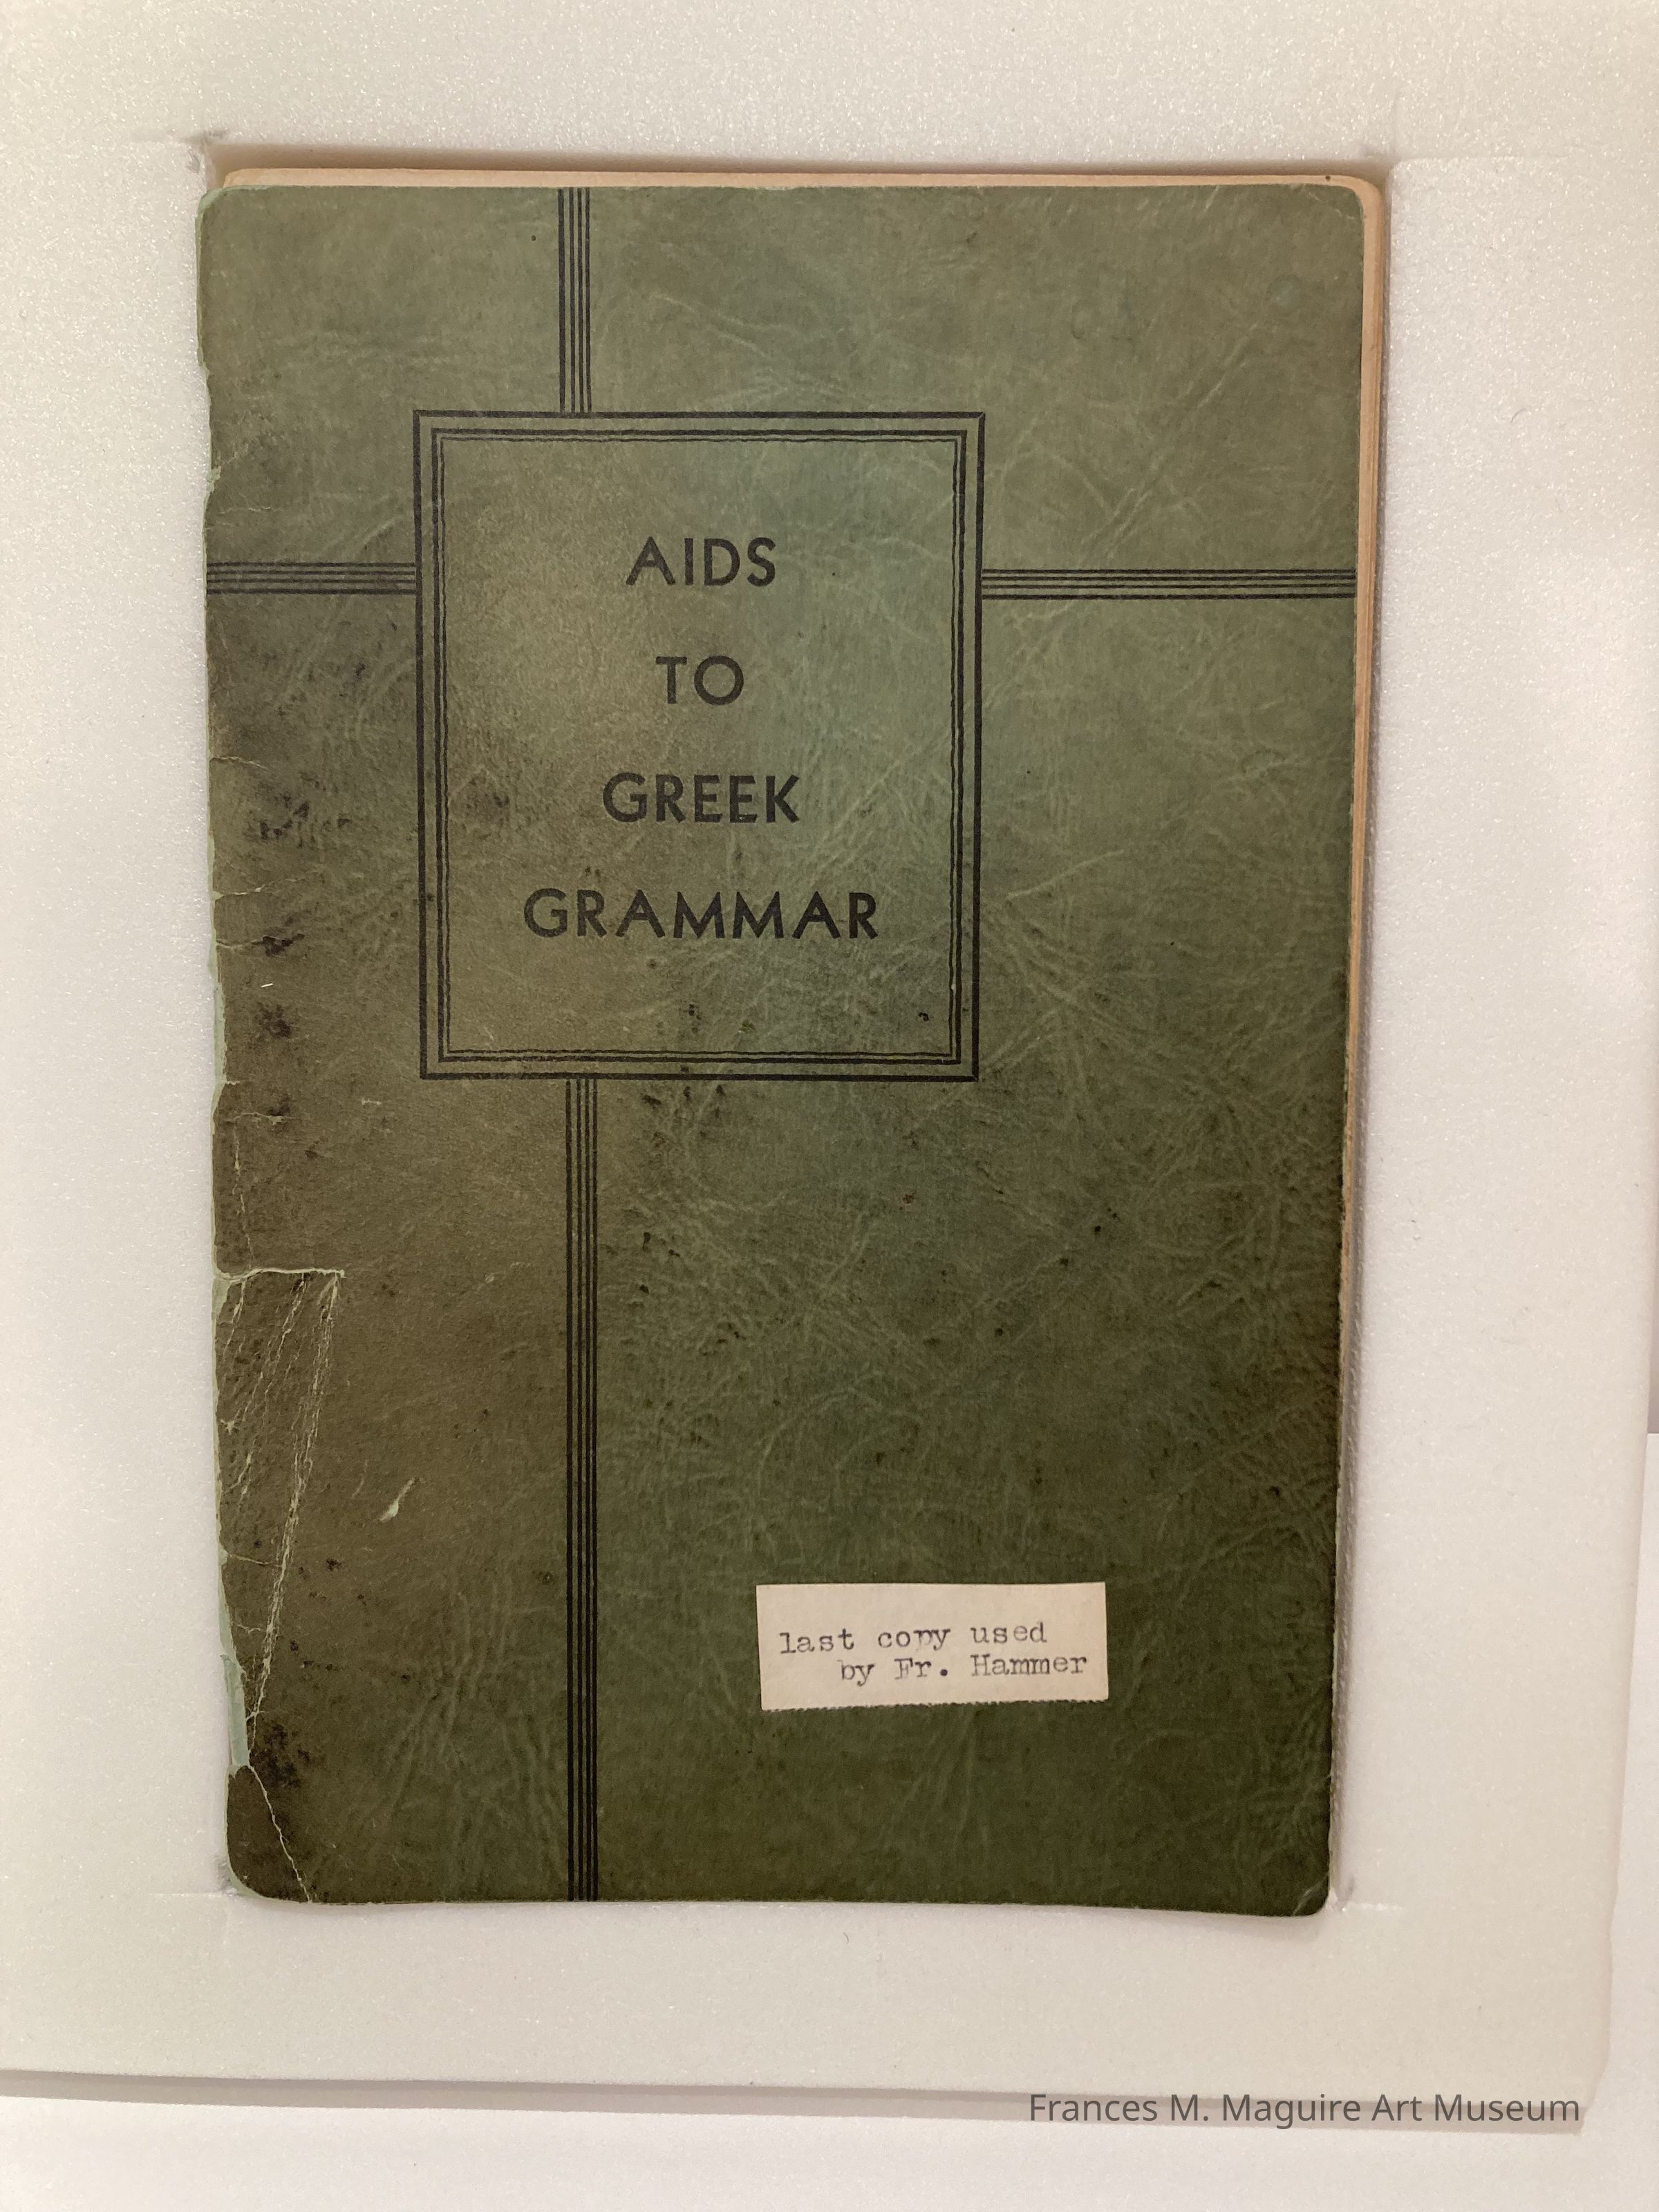 AIDS
TO
GREEK
GRAMMAR
last copy used
by Fr. Hammer
Frances M. Maguire Art Museum